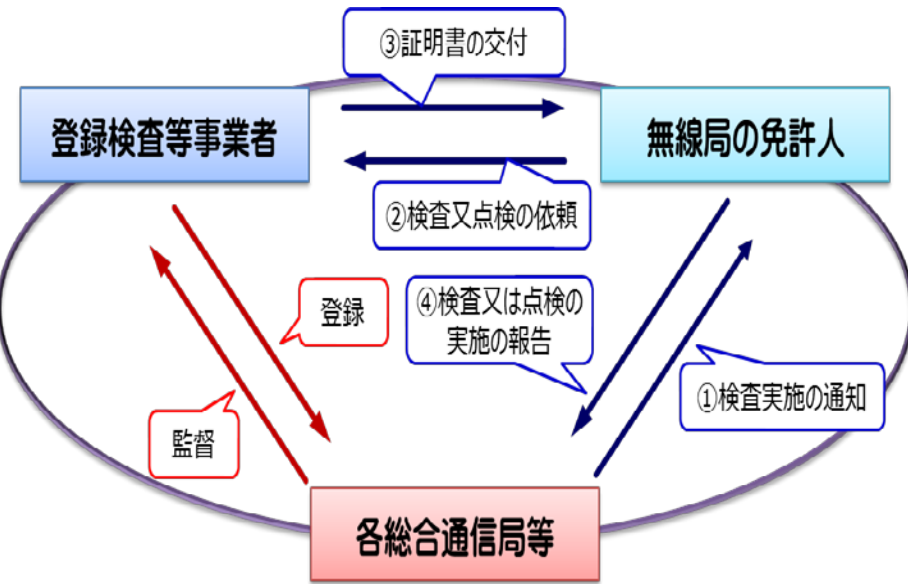 ③証明書の交付
登録検査等事業者
無線局の免許人
②検査又点検の依頼
登録
④検査又は点検の
実施の報告
①検査実施の通知
監督
各総合通信局等